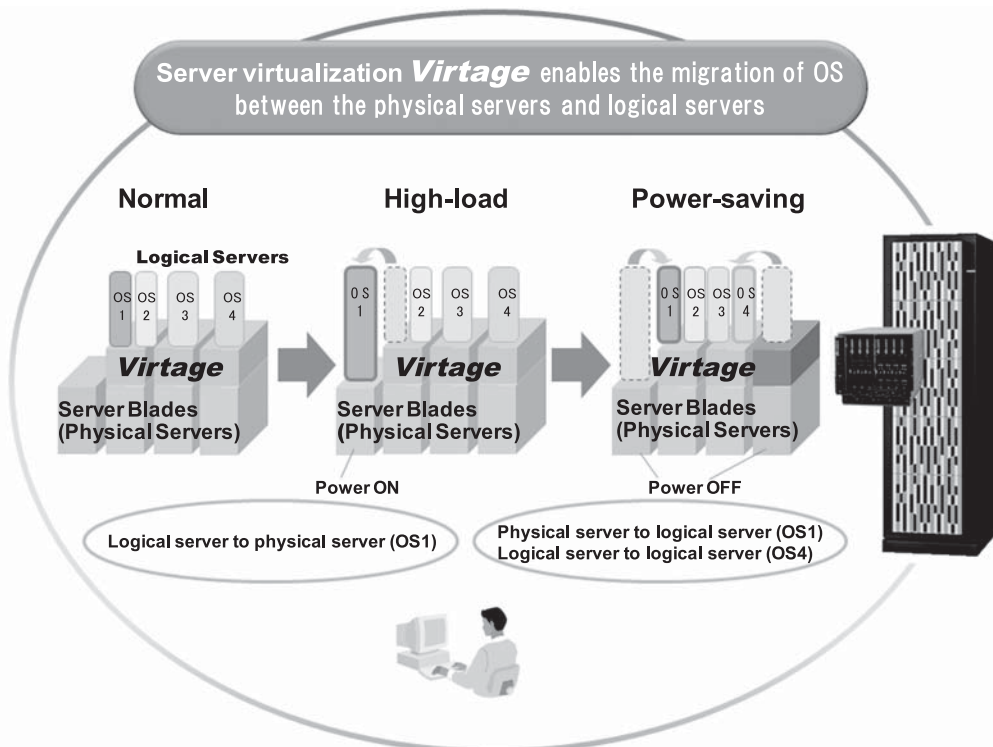 Server virtualization Virtage enables the migration of OS
between the physical servers and logical servers
Normal
High-load
Power-saving
Logical Servers
OS
1
OS
2
OS
3
OS
4
Virtage
Server Blades
(Physical Servers)
OS
1
OS
2
OS
3
OS
4
Virtage
Server Blades
(Physical Servers)
Power ON
OS
1
OS
2
OS
3
OS
4
Virtage
Server Blades
(Physical Servers)
Power OFF
Logical server to physical server (OS1)
Physical server to logical server (OS1)
Logical server to logical server (OS4)